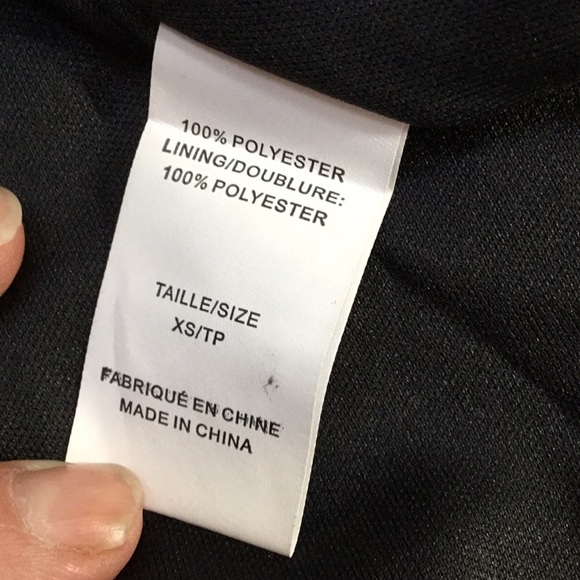 100% POLYESTER
LINING/DOUBLURE:
100% POLYESTER
TAILLE/SIZE
XS/TP
FABRIQUÉ EN CHINE
MADE IN CHINA